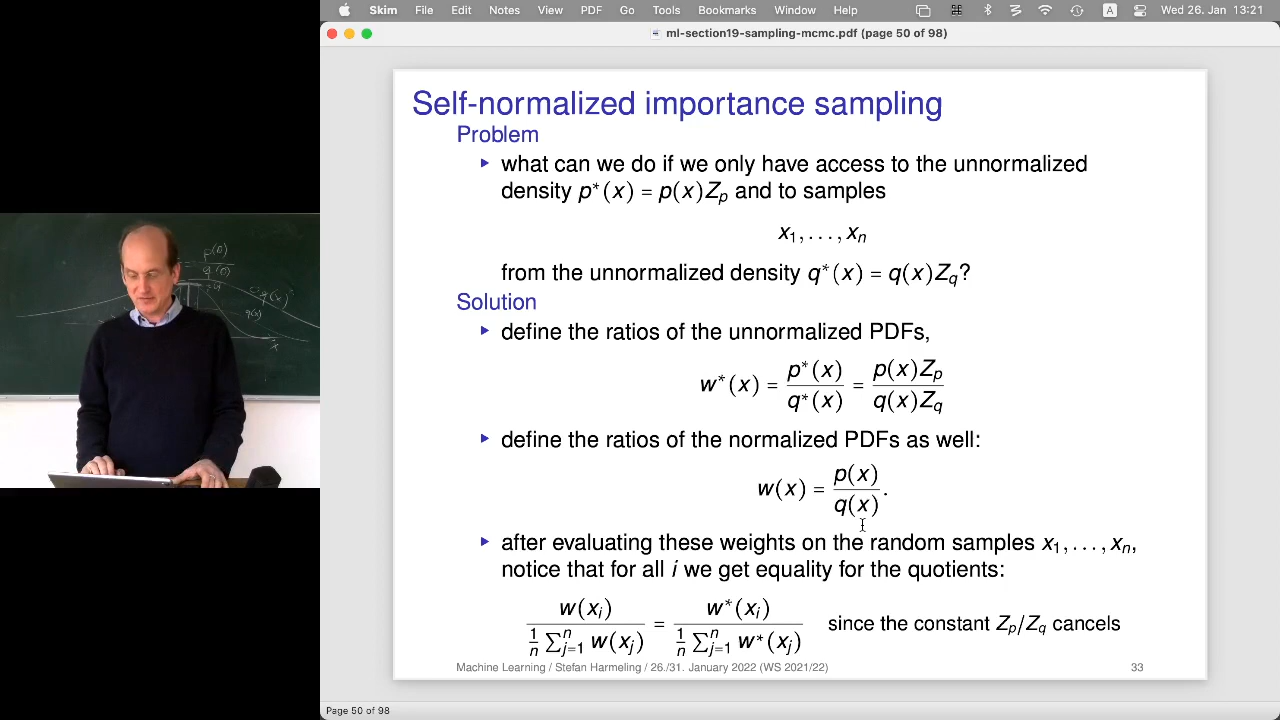 Skim File Edit Notes View PDF Go Tools Bookmarks Window Help A Wed 26. Jan 13:21
ml-section19-sampling-mcmc.pdf (page 50 of 98)
Self-normalized importance sampling
Problem
▸ what can we do if we only have access to the unnormalized
density p*(x) = p(x)Z_p and to samples
x_1, . . . , x_n
from the unnormalized density q*(x) = q(x)Z_q?
Solution
▸ define the ratios of the unnormalized PDFs,
w*(x) = p*(x)/q*(x) = p(x)Z_p/q(x)Z_q
▸ define the ratios of the normalized PDFs as well:
w(x) = p(x)/q(x).
▸ after evaluating these weights on the random samples x_1, . . . , x_n,
notice that for all i we get equality for the quotients:
w(x_i) / (1/n ∑_{j=1}^n w(x_j)) = w*(x_i) / (1/n ∑_{j=1}^n w*(x_j)) since the constant Z_p/Z_q cancels
Machine Learning / Stefan Harmeling / 26./31. January 2022 (WS 2021/22) 33
Page 50 of 98